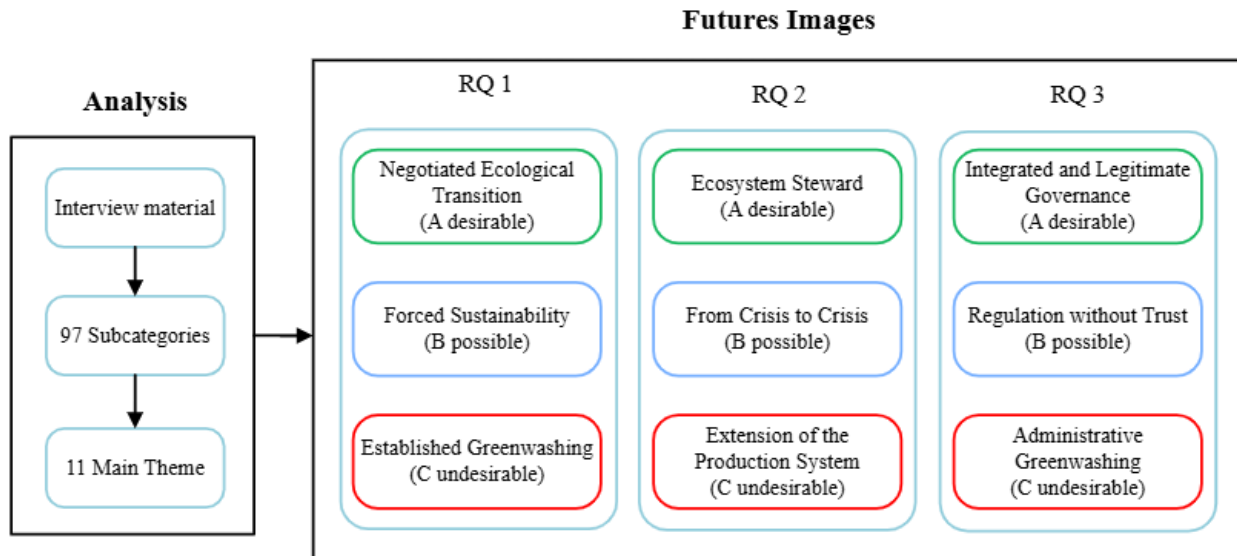 Futures Images
Analysis
Interview material
97 Subcategories
11 Main Theme
RQ 1
Negotiated Ecological
Transition
(A desirable)
Forced Sustainability
(B possible)
Established Greenwashing
(C undesirable)
RQ 2
Ecosystem Steward
(A desirable)
From Crisis to Crisis
(B possible)
Extension of the
Production System
(C undesirable)
RQ 3
Integrated and Legitimate
Governance
(A desirable)
Regulation without Trust
(B possible)
Administrative
Greenwashing
(C undesirable)